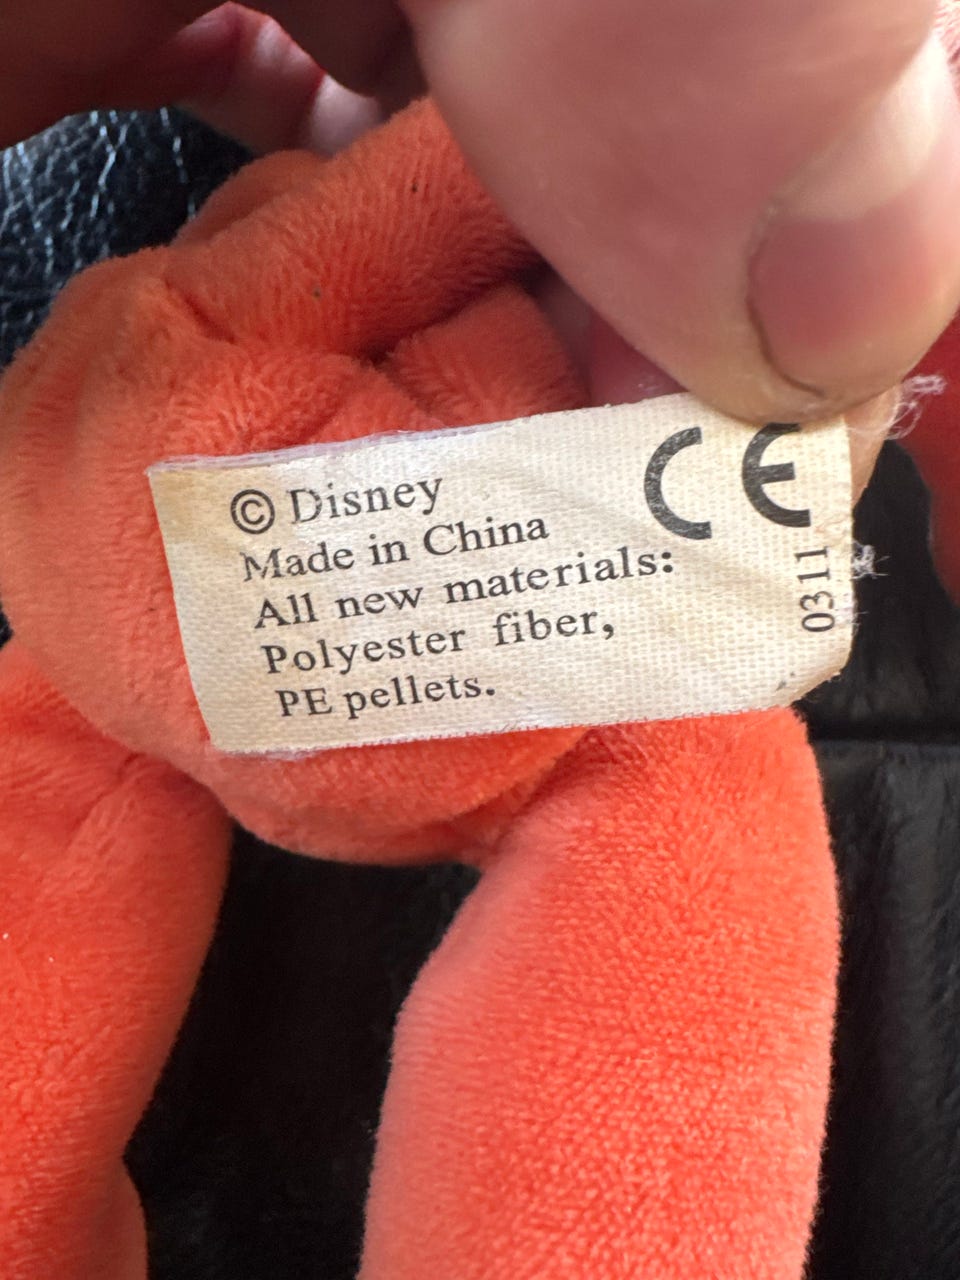 © Disney
Made in China
All new materials:
Polyester fiber,
PE pellets.
CE
0311